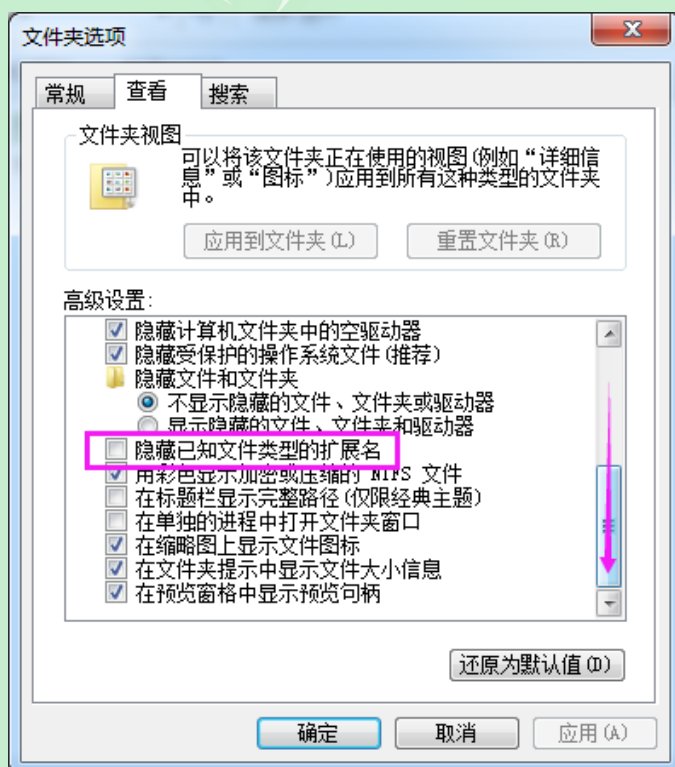 文件夹选项
常规
查看
搜索
文件夹视图
可以将该文件夹正在使用的视图(例如“详细信
息”或“图标”)应用到所有这种类型的文件夹
中。
应用到文件夹(L)
重置文件夹(R)
高级设置:
隐藏计算机文件夹中的空驱动器
隐藏受保护的操作系统文件(推荐)
隐藏文件和文件夹
不显示隐藏的文件、文件夹或驱动器
显示隐藏的文件、文件夹和驱动器
隐藏已知文件类型的扩展名
用彩色显示加密或压缩的 NTFS 文件
在标题栏显示完整路径(仅限经典主题)
在单独的进程中打开文件夹窗口
在缩略图上显示文件图标
在文件夹提示中显示文件大小信息
在预览窗格中显示预览句柄
还原为默认值(D)
确定
取消
应用(A)